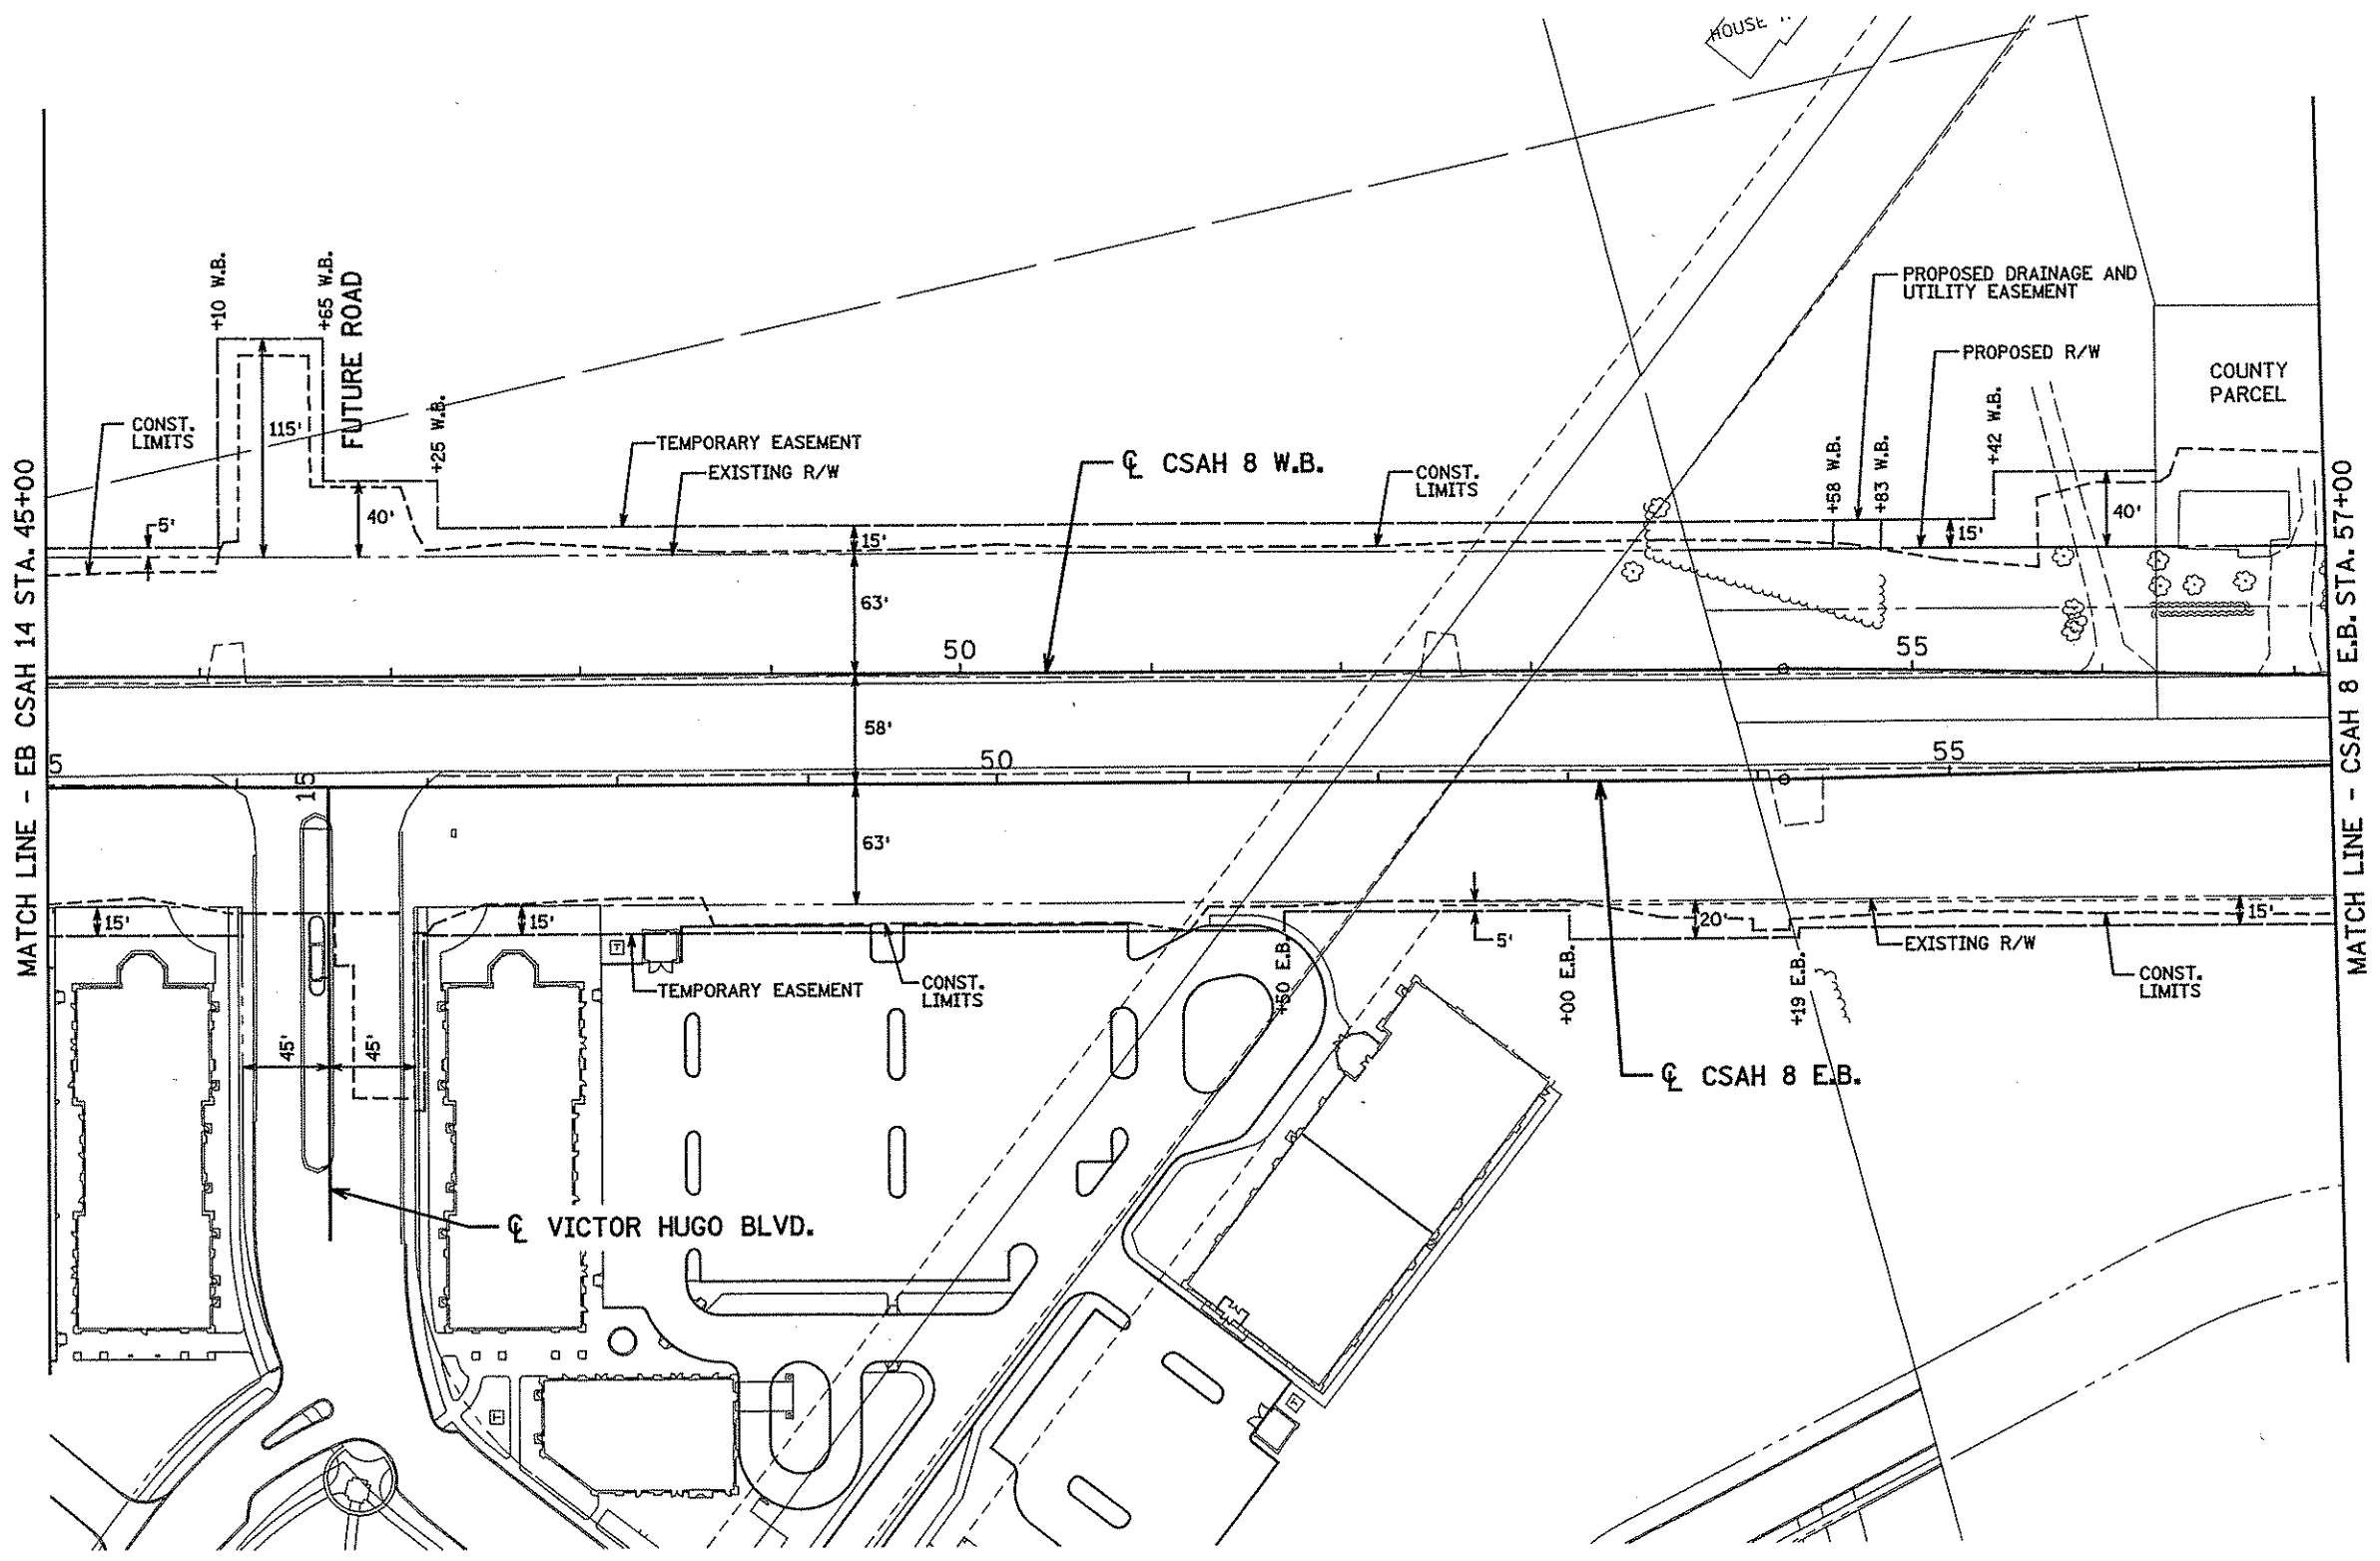 HOUSE
+10 W.B.
+65 W.B.
FUTURE ROAD
+25 W.B.
PROPOSED DRAINAGE AND
UTILITY EASEMENT
PROPOSED R/W
COUNTY
PARCEL
+42 W.B.
CONST.
LIMITS
115'
TEMPORARY EASEMENT
EXISTING R/W
℄ CSAH 8 W.B.
CONST.
LIMITS
+58 W.B.
+83 W.B.
5'
40'
15'
15'
40'
63'
50
55
58'
5
15
50
55
63'
15'
15'
5'
20'
15'
EXISTING R/W
TEMPORARY EASEMENT
CONST.
LIMITS
+50 E.B.
+00 E.B.
+19 E.B.
CONST.
LIMITS
45'
45'
℄ CSAH 8 E.B.
℄ VICTOR HUGO BLVD.
T
T
T
MATCH LINE - EB CSAH 14 STA. 45+00
MATCH LINE - CSAH 8 E.B. STA. 57+00